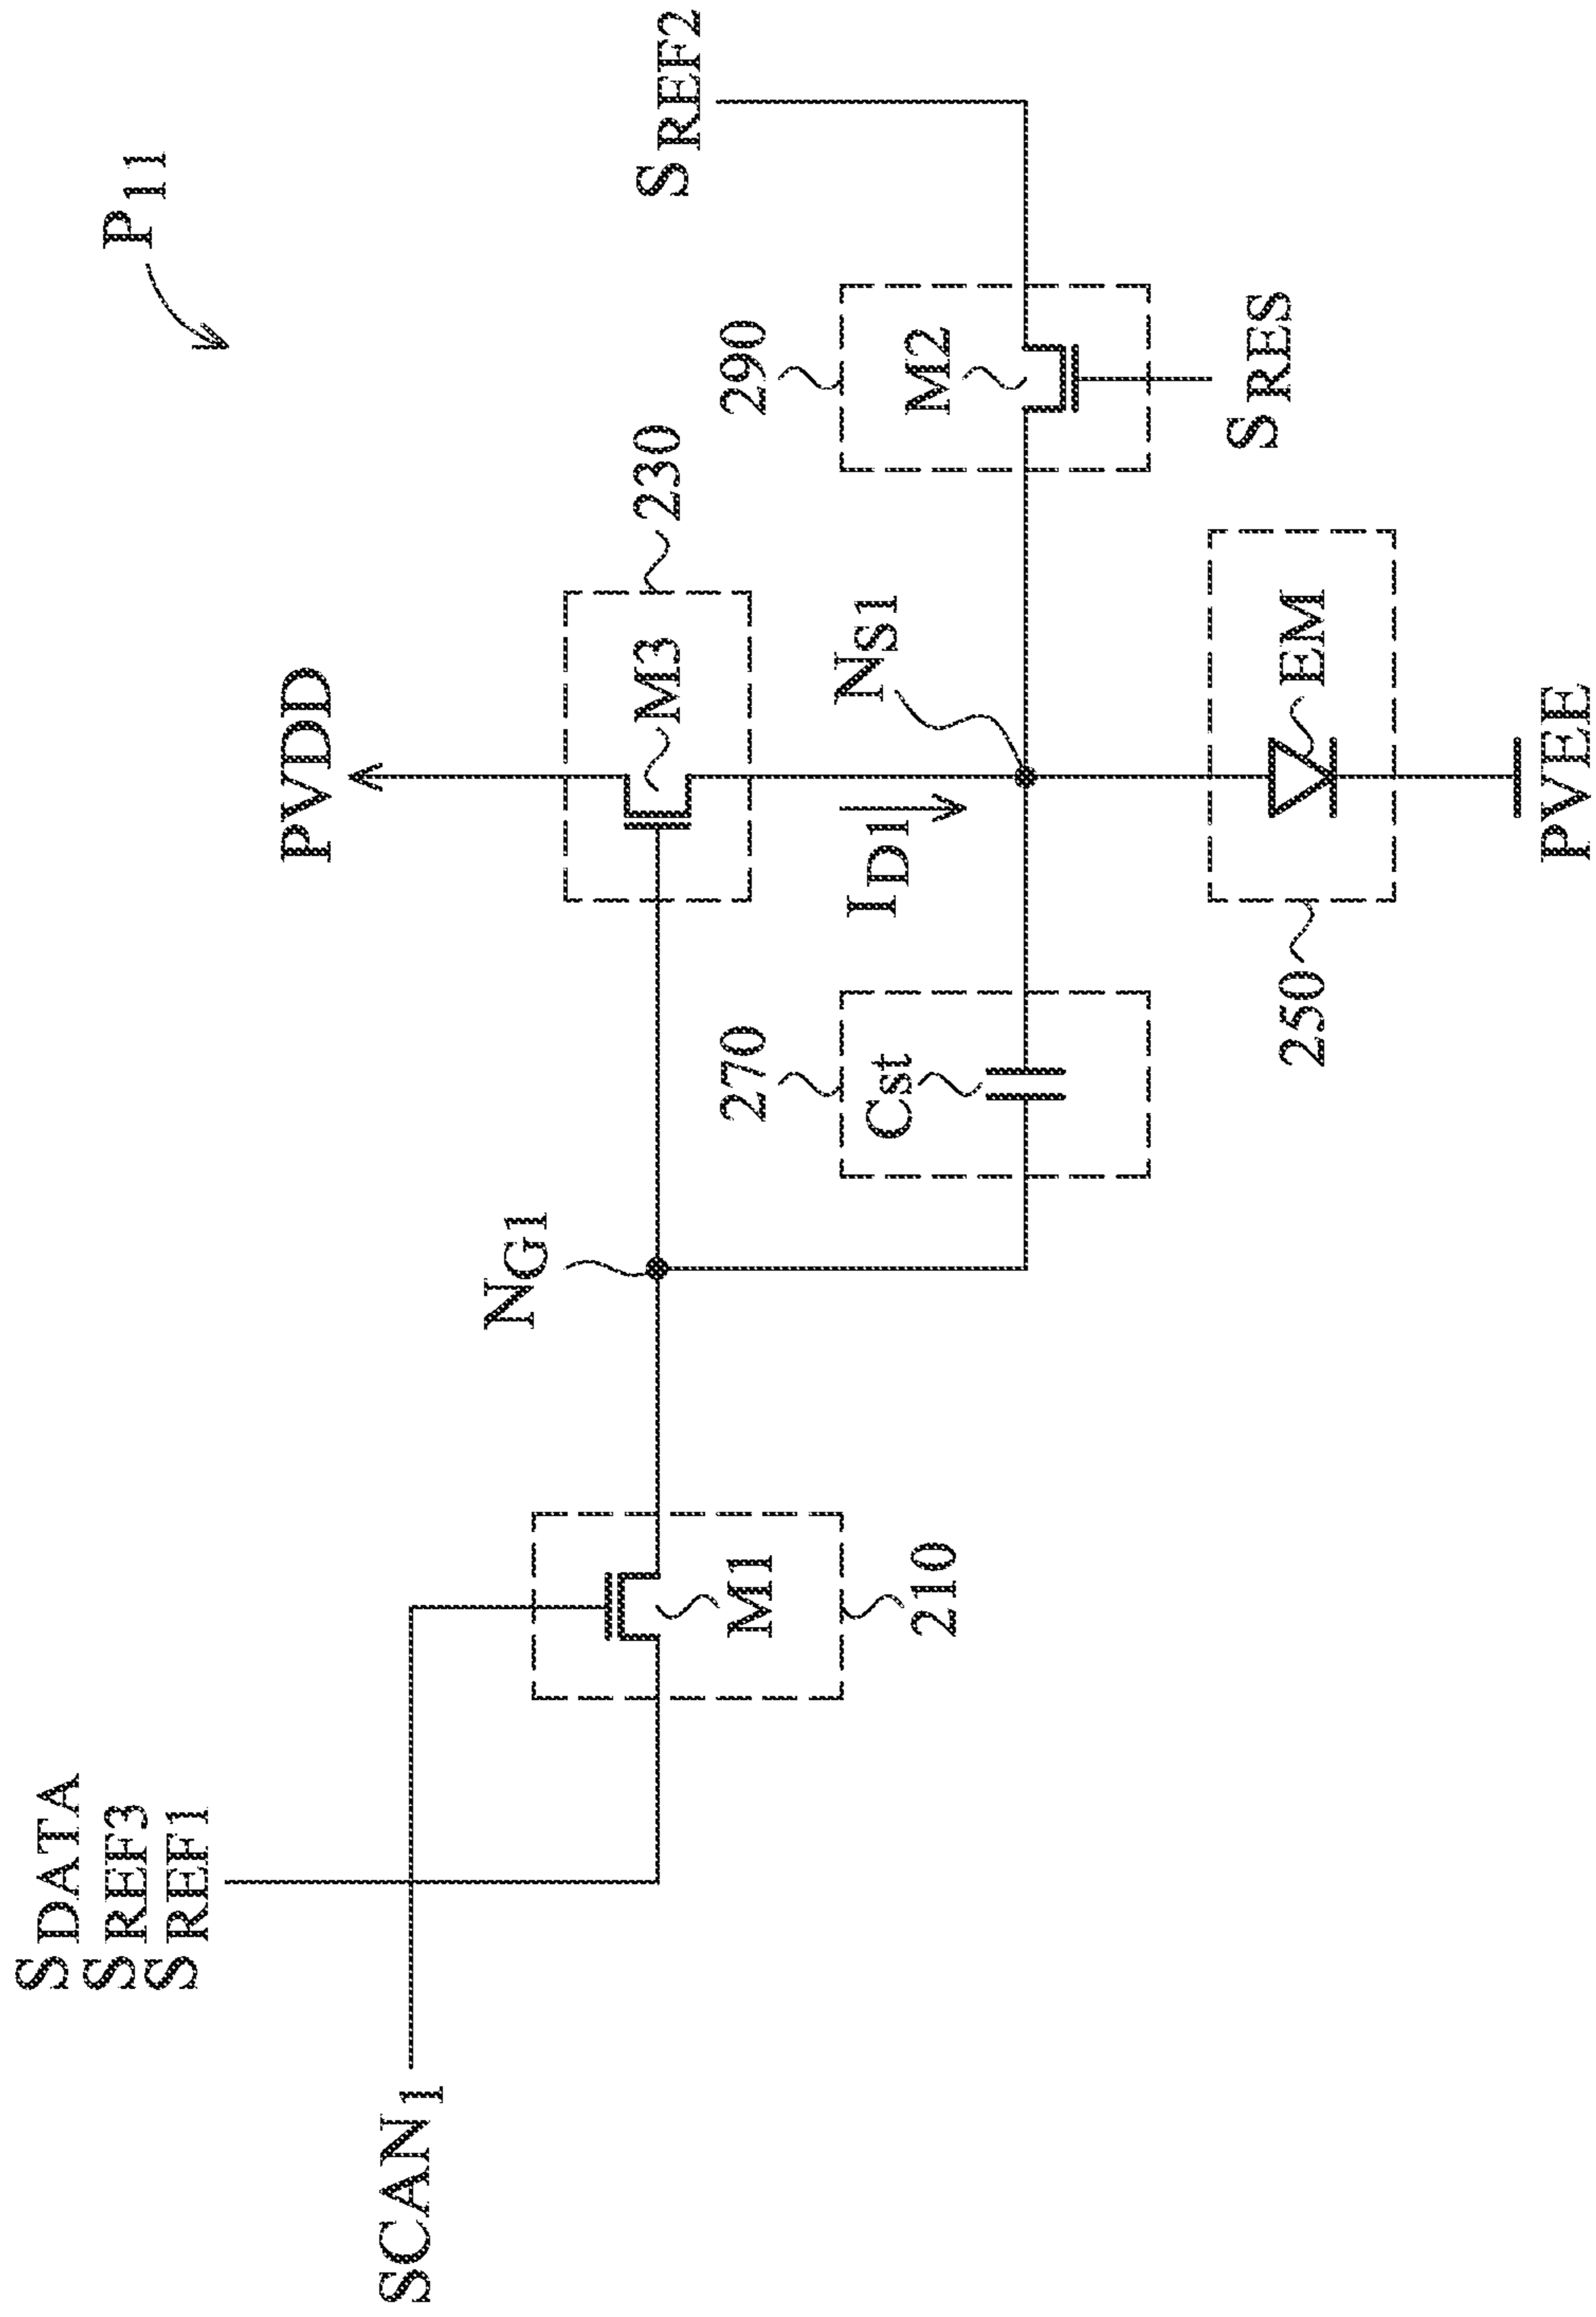 P11
SDATA
SREF3
SREF1
SCAN1
PVDD
SREF2
NG1
M3
230
M1
210
270
Cst
ID1
NS1
290
M2
SRES
250
EM
PVEE